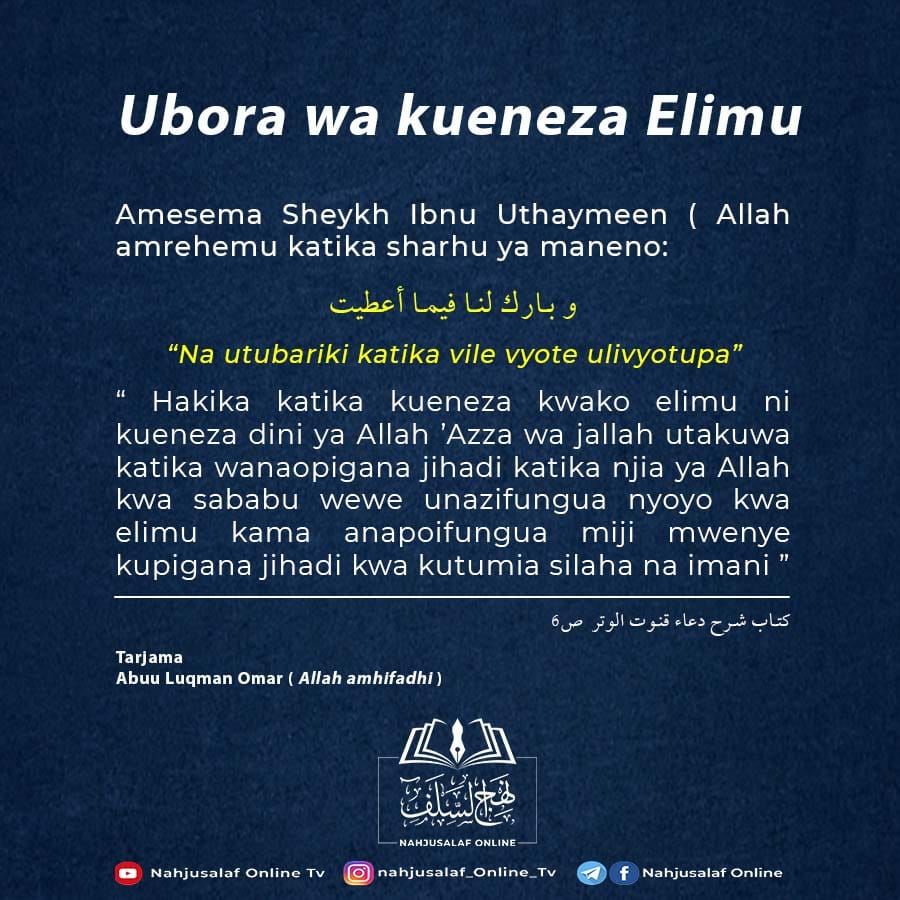 Ubora wa kueneza Elimu
Amesema Sheykh Ibnu Uthaymeen ( Allah
amrehemu katika sharhu ya maneno:
و بارك لنا فيما أعطيت
“Na utubariki katika vile vyote ulivyotupa”
“ Hakika katika kueneza kwako elimu ni
kueneza dini ya Allah ’Azza wa jallah utakuwa
katika wanaopigana jihadi katika njia ya Allah
kwa sababu wewe unazifungua nyoyo kwa
elimu kama anapoifungua miji mwenye
kupigana jihadi kwa kutumia silaha na imani ”
كتاب شرح دعاء قنوت الوتر ص6
Tarjama
Abuu Luqman Omar ( Allah amhifadhi )
نهج السلف
NAHJUSALAF ONLINE
Nahjusalaf Online Tv nahjusalaf_Online_Tv Nahjusalaf Online